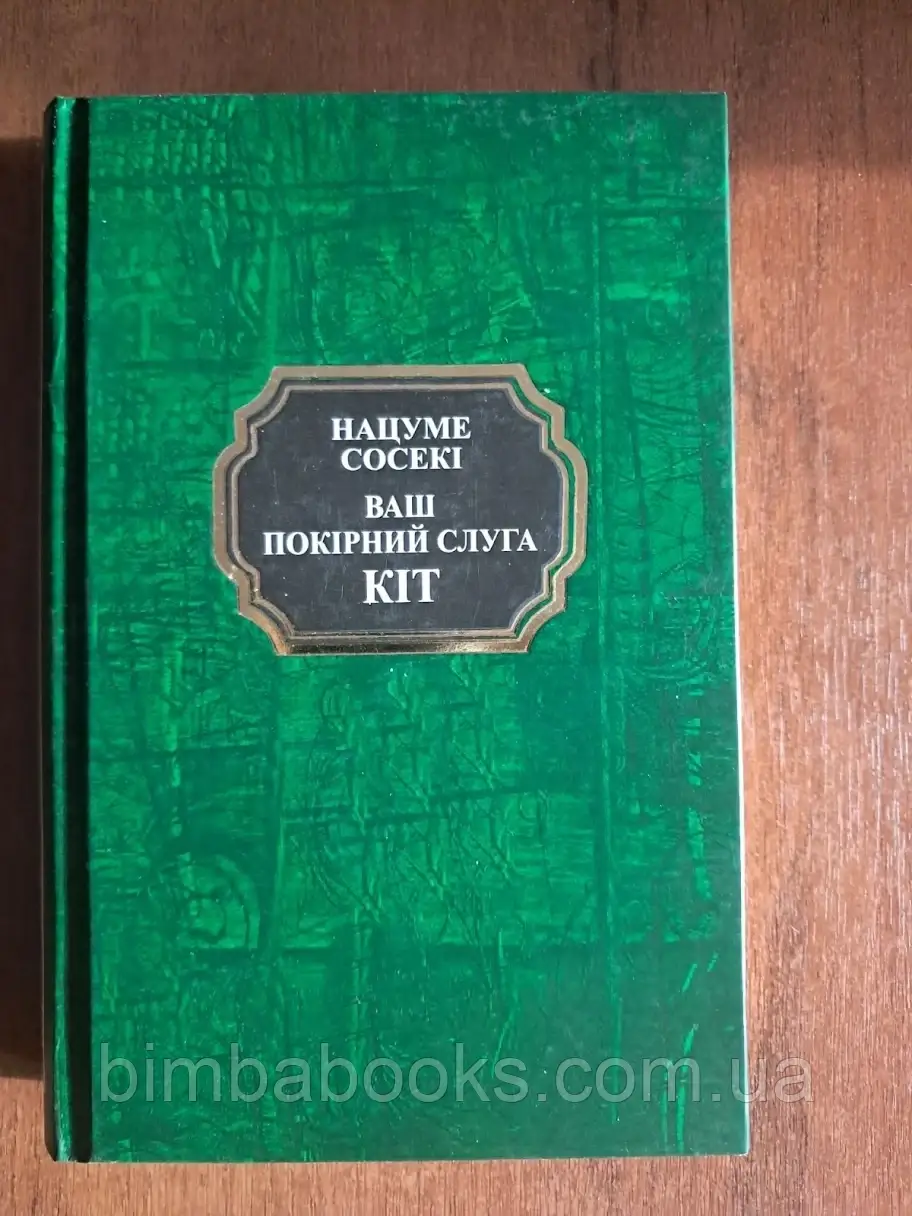 НАЦУМЕ
СОСЕКІ
ВАШ
ПОКІРНИЙ СЛУГА
КІТ
bimbabooks.com.ua